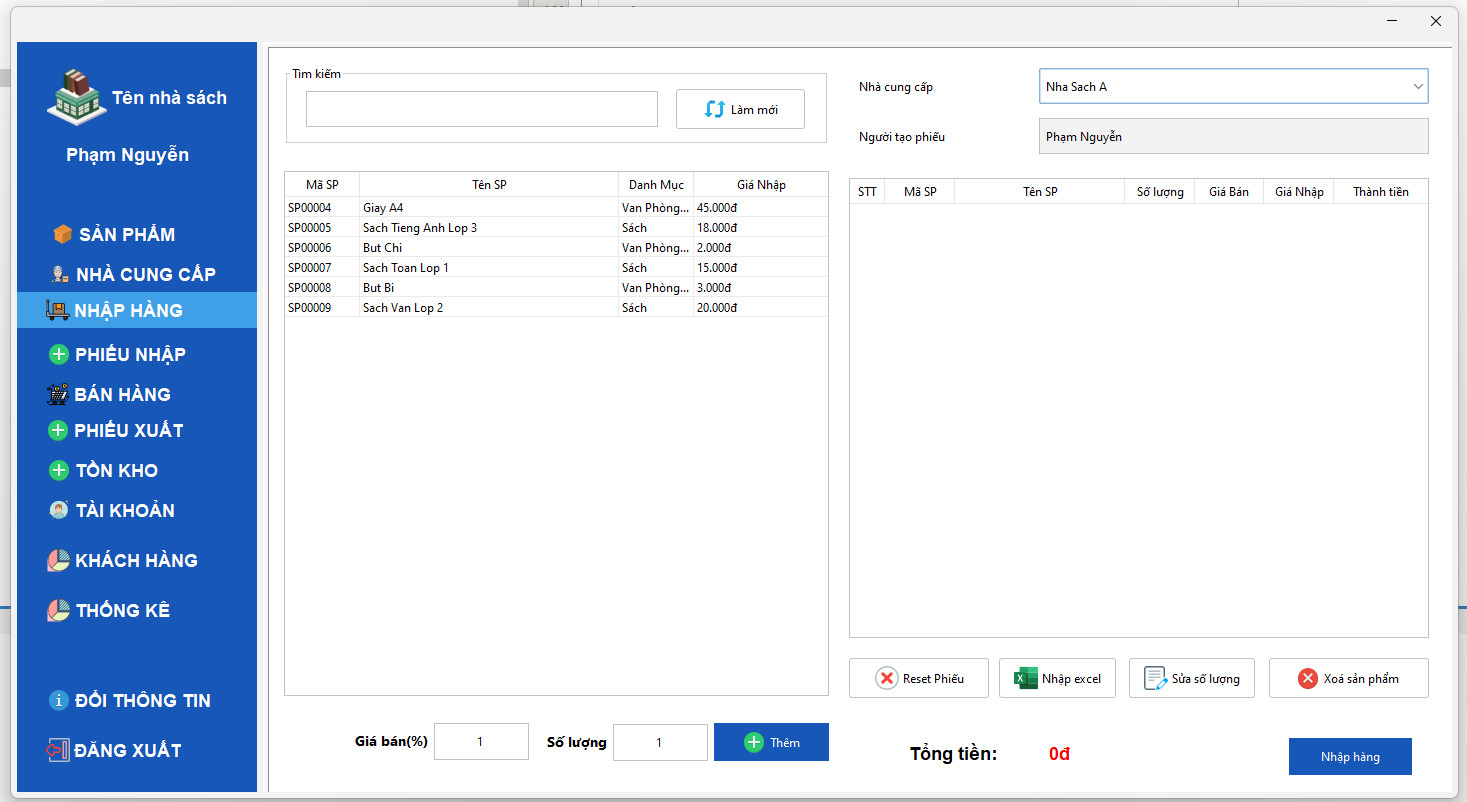 Tên nhà sách
Phạm Nguyễn
SẢN PHẨM
NHÀ CUNG CẤP
NHẬP HÀNG
PHIẾU NHẬP
BÁN HÀNG
PHIẾU XUẤT
TỒN KHO
TÀI KHOẢN
KHÁCH HÀNG
THỐNG KÊ
ĐỔI THÔNG TIN
ĐĂNG XUẤT
Tìm kiếm
Làm mới
Mã SP Tên SP Danh Mục Giá Nhập
SP00004 Giay A4 Van Phòng... 45.000đ
SP00005 Sach Tieng Anh Lop 3 Sách 18.000đ
SP00006 But Chi Van Phòng... 2.000đ
SP00007 Sach Toan Lop 1 Sách 15.000đ
SP00008 But Bi Van Phòng... 3.000đ
SP00009 Sach Van Lop 2 Sách 20.000đ
Giá bán(%) 1 Số lượng 1 Thêm
Nhà cung cấp Nha Sach A
Người tạo phiếu Phạm Nguyễn
STT Mã SP Tên SP Số lượng Giá Bán Giá Nhập Thành tiền
Reset Phiếu Nhập excel Sửa số lượng Xoá sản phẩm
Tổng tiền: 0đ
Nhập hàng